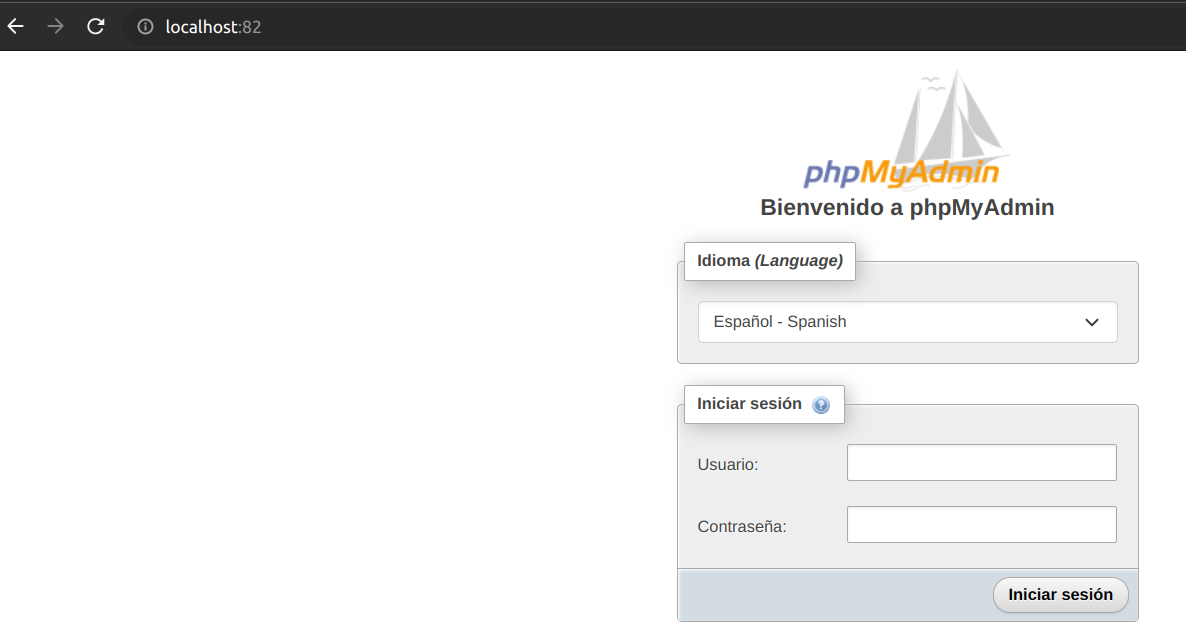 localhost:82
phpMyAdmin
Bienvenido a phpMyAdmin
Idioma (Language)
Español - Spanish
Iniciar sesión ?
Usuario:
Contraseña:
Iniciar sesión